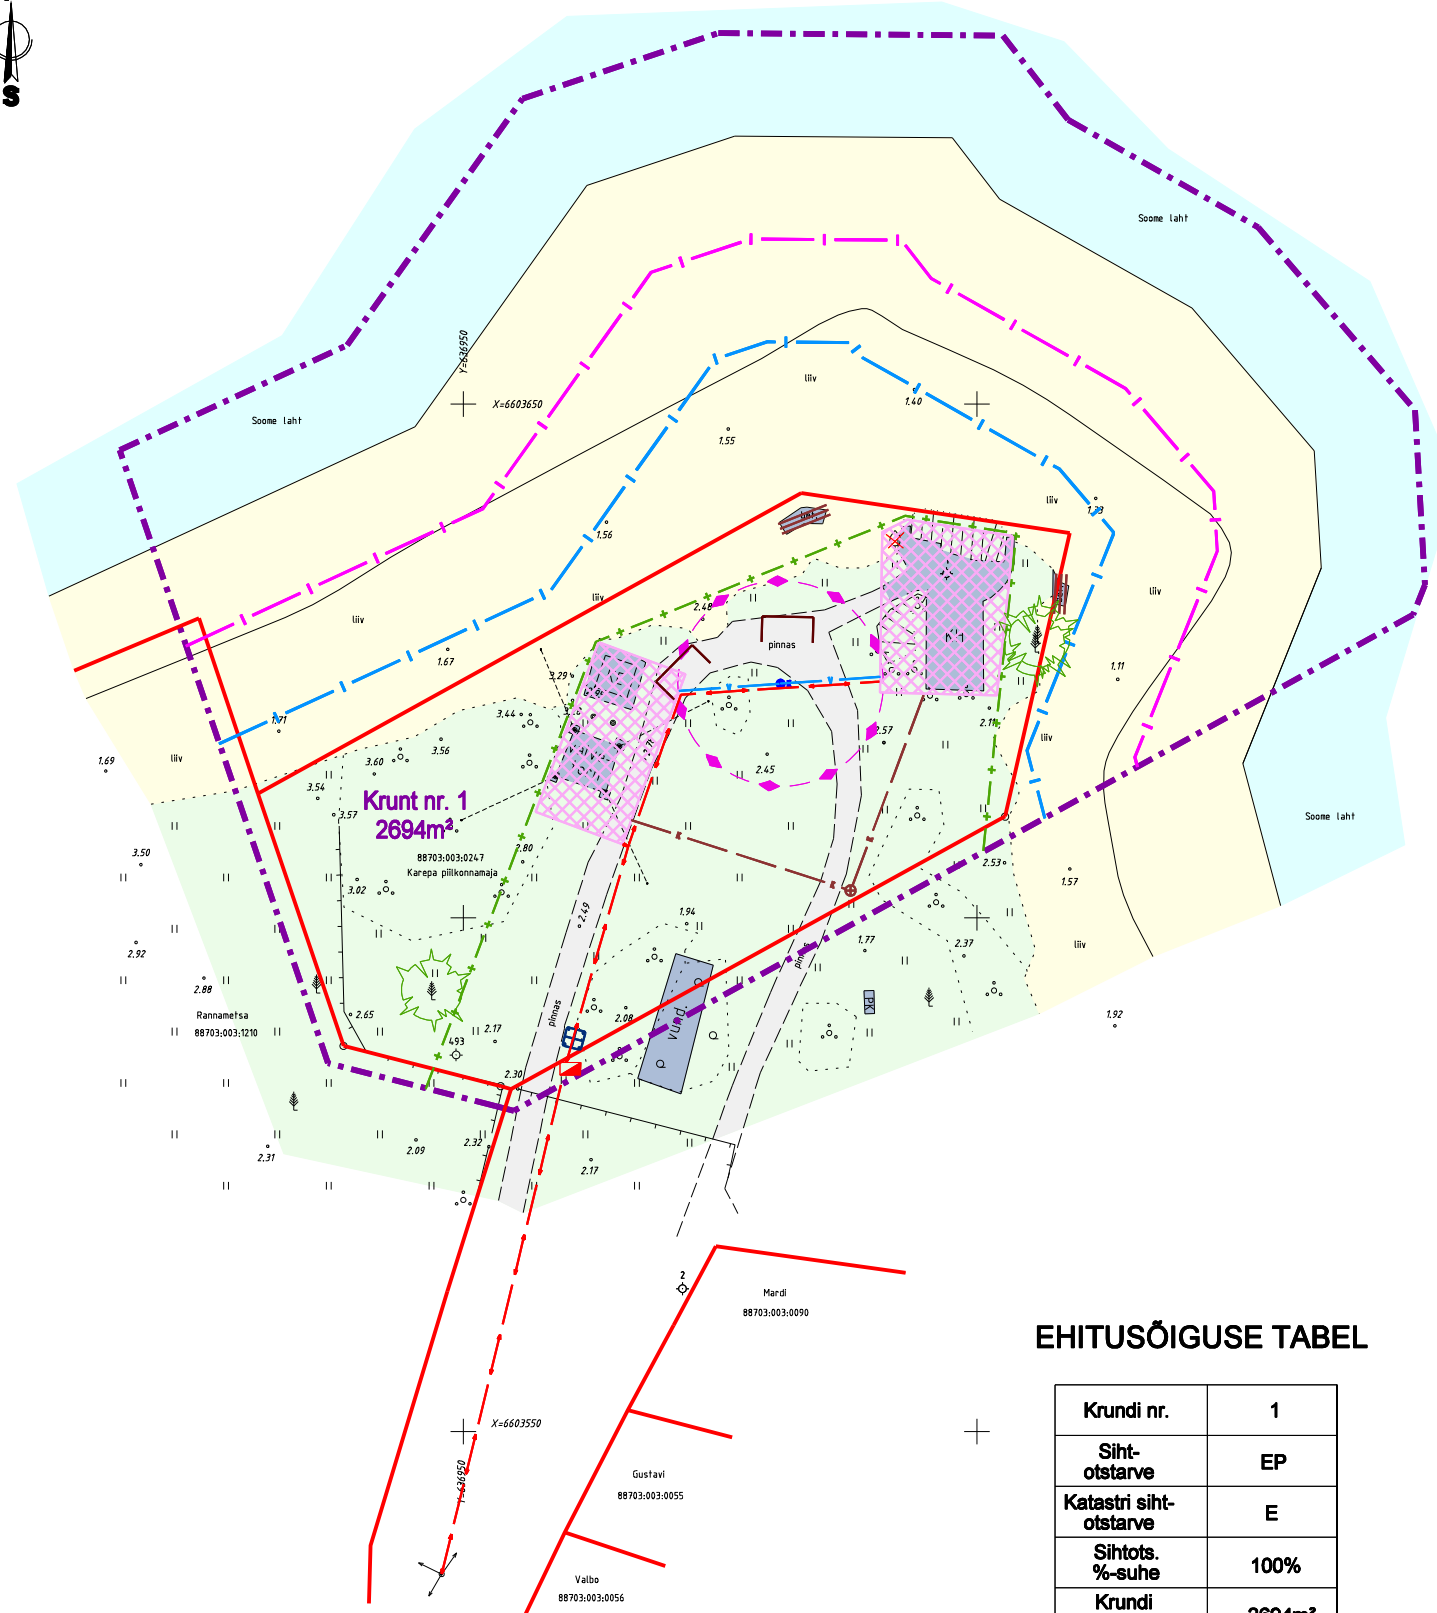 S
Soome laht
Y=636950
X=6603650
Soome laht
liiv
1.40
1.55
liiv
1.56
liiv
liiv
liiv
1.67
2.48
pinnas
1.11
3.29
3.44
1.71
3.56
2.11
2.57
liiv
1.69
liiv
3.60
2.45
3.54
Krunt nr. 1
2694m²
3.57
Soome laht
3.50
2.80
88703:003:0247
Karepa piilkonnamaja
2.53
1.57
3.02
2.49
1.94
liiv
2.92
1.77
2.37
pinnas
2.88
PK
Rannametsa
88703:003:1210
2.65
pinnas
2.08
vund.
1.92
493
2.17
2.30
2.31
2.09
2.32
2.17
2
Mardi
88703:003:0090
EHITUSÕIGUSE TABEL
Krundi nr.
1
X=6603550
Siht-
otstarve
EP
Y=636950
Gustavi
88703:003:0055
Katastri siht-
otstarve
E
Sihtots.
%-suhe
100%
Valbo
88703:003:0056
Krundi
2694m²